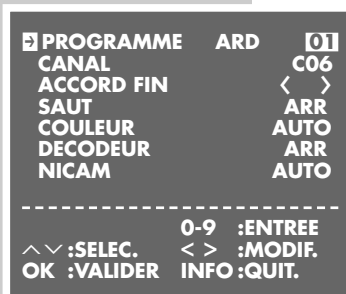 PROGRAMME ARD 01
CANAL C06
ACCORD FIN < >
SAUT ARR
COULEUR AUTO
DECODEUR ARR
NICAM AUTO
0-9 :ENTREE
:SELEC. < > :MODIF.
OK :VALIDER INFO :QUIT.